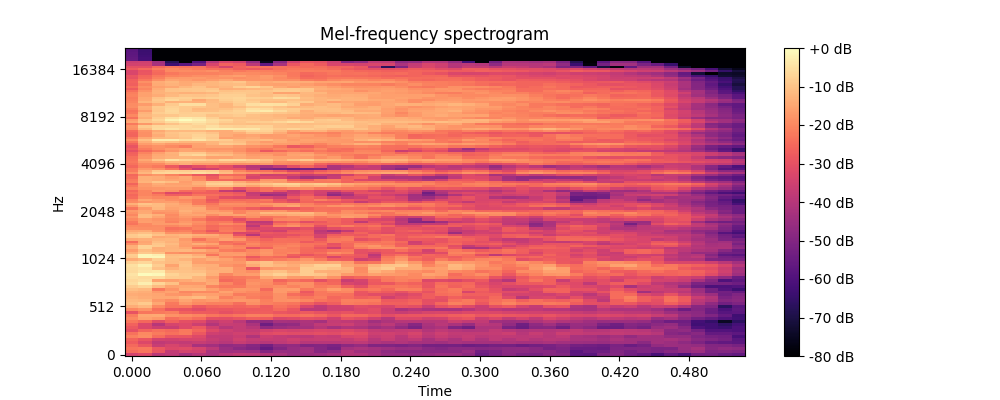 Mel-frequency spectrogram
Hz
16384
8192
4096
2048
1024
512
0
0.000 0.060 0.120 0.180 0.240 0.300 0.360 0.420 0.480
Time
+0 dB
-10 dB
-20 dB
-30 dB
-40 dB
-50 dB
-60 dB
-70 dB
-80 dB